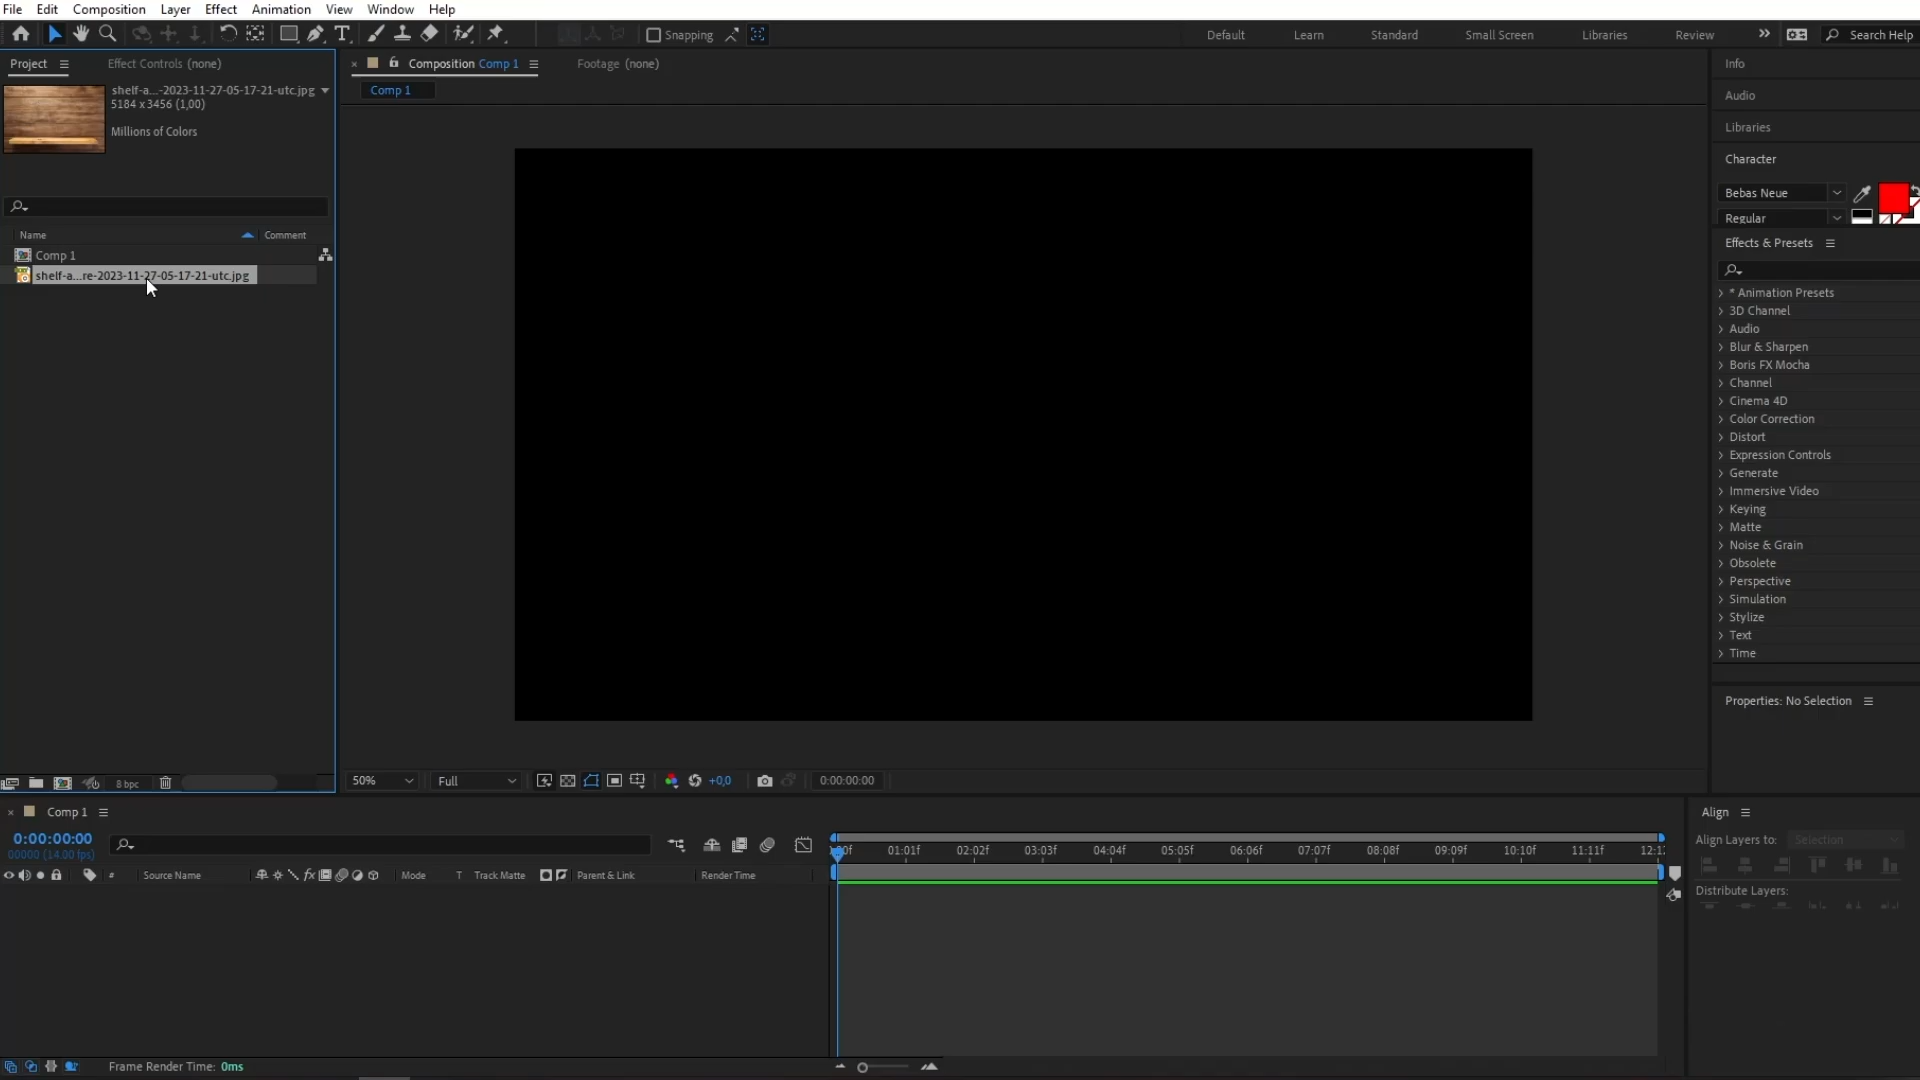 File Edit Composition Layer Effect Animation View Window Help
Snapping
Default Learn Standard Small Screen Libraries Review
Search Help
Project
Effect Controls (none)
Composition Comp 1
Footage (none)
Comp 1
shelf-a...-2023-11-27-05-17-21-utc.jpg
5184 x 3456 (1,00)
Millions of Colors
Name Comment
Comp 1
shelf-a...re-2023-11-27-05-17-21-utc.jpg
8 bpc
50%
Full
+0,0
0:00:00:00
Info
Audio
Libraries
Character
Bebas Neue
Regular
Effects & Presets
* Animation Presets
3D Channel
Audio
Blur & Sharpen
Boris FX Mocha
Channel
Cinema 4D
Color Correction
Distort
Expression Controls
Generate
Immersive Video
Keying
Matte
Noise & Grain
Obsolete
Perspective
Simulation
Stylize
Text
Time
Properties: No Selection
Comp 1
0:00:00:00
00000 (14.00 fps)
01:01f 02:02f 03:03f 04:04f 05:05f 06:06f 07:07f 08:08f 09:09f 10:10f 11:11f
# Source Name Mode T Track Matte Parent & Link Render Time
Align
Align Layers to: Selection
Distribute Layers:
Frame Render Time: 0ms